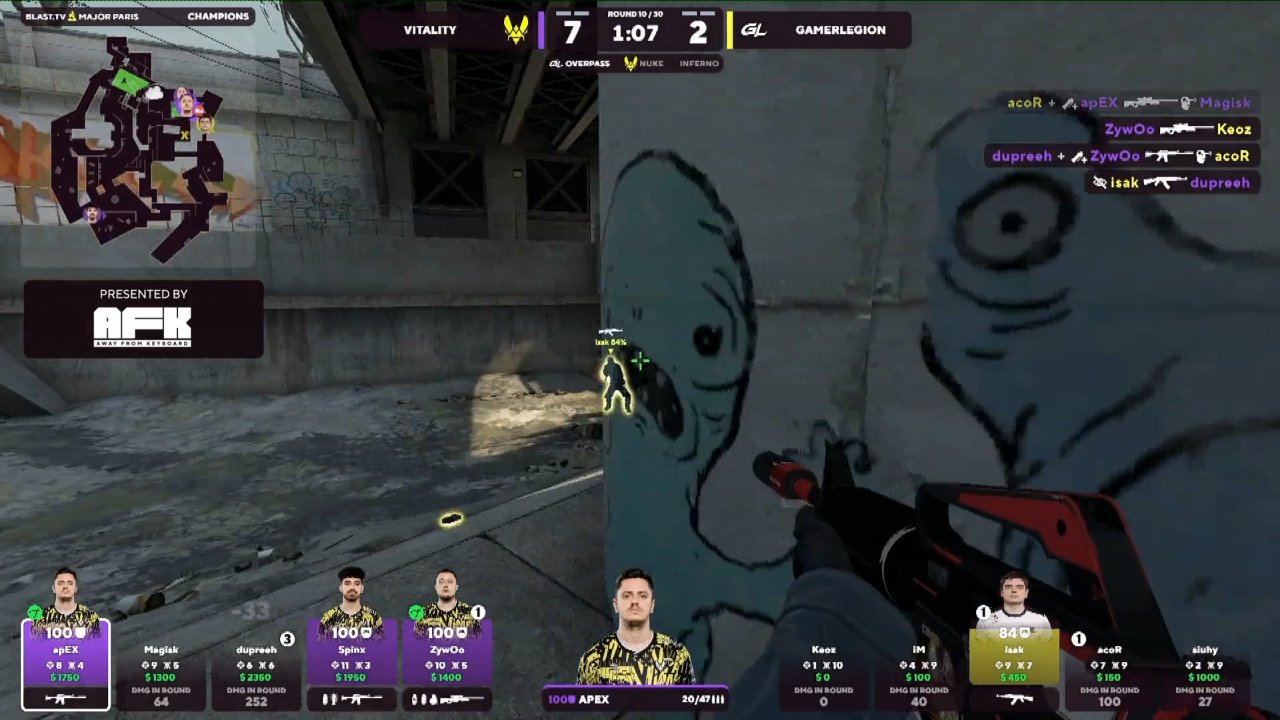 BLAST.TV MAJOR PARIS CHAMPIONS
VITALITY 7 ROUND 10/30 1:07 2 GL GAMERLEGION
GL OVERPASS NUKE INFERNO
A
X
acoR + apEX Magisk
ZywOo Keoz
dupreeh + ZywOo acoR
isak dupreeh
PRESENTED BY
AFK
AWAY FROM KEYBOARD
isak 84%
-33
100 apEX 8 4 $1750
Magisk 9 5 $1300 DMG IN ROUND 64
3 dupreeh 6 6 $2350 DMG IN ROUND 252
100 Spinx 11 3 $1950
1 100 ZywOo 10 5 $1400
100 APEX 20/47
Keoz 1 10 $0 DMG IN ROUND 0
iM 4 9 $100 DMG IN ROUND 40
1 84 isak 9 7 $450
1 acoR 7 9 $150 DMG IN ROUND 100
siuhy 2 9 $1000 DMG IN ROUND 27